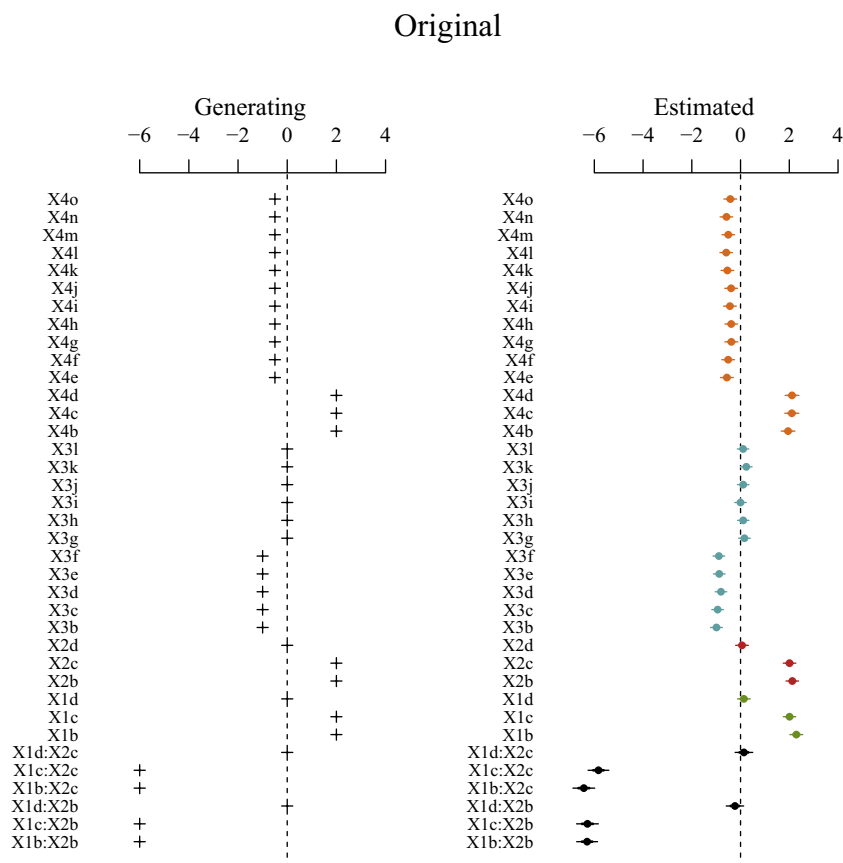 Original
Generating
Estimated
−6 −4 −2 0 2 4
−6 −4 −2 0 2 4
X4o X4o
X4n X4n
X4m X4m
X4l X4l
X4k X4k
X4j X4j
X4i X4i
X4h X4h
X4g X4g
X4f X4f
X4e X4e
X4d X4d
X4c X4c
X4b X4b
X3l X3l
X3k X3k
X3j X3j
X3i X3i
X3h X3h
X3g X3g
X3f X3f
X3e X3e
X3d X3d
X3c X3c
X3b X3b
X2d X2d
X2c X2c
X2b X2b
X1d X1d
X1c X1c
X1b X1b
X1d:X2c X1d:X2c
X1c:X2c X1c:X2c
X1b:X2c X1b:X2c
X1d:X2b X1d:X2b
X1c:X2b X1c:X2b
X1b:X2b X1b:X2b